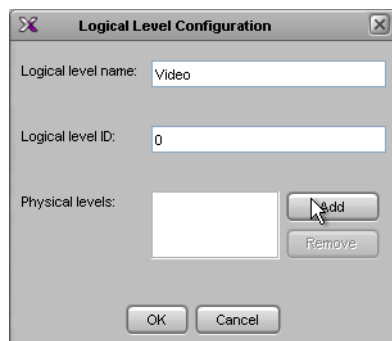 Logical Level Configuration
Logical level name: Video
Logical level ID: 0
Physical levels:
Add
Remove
OK Cancel